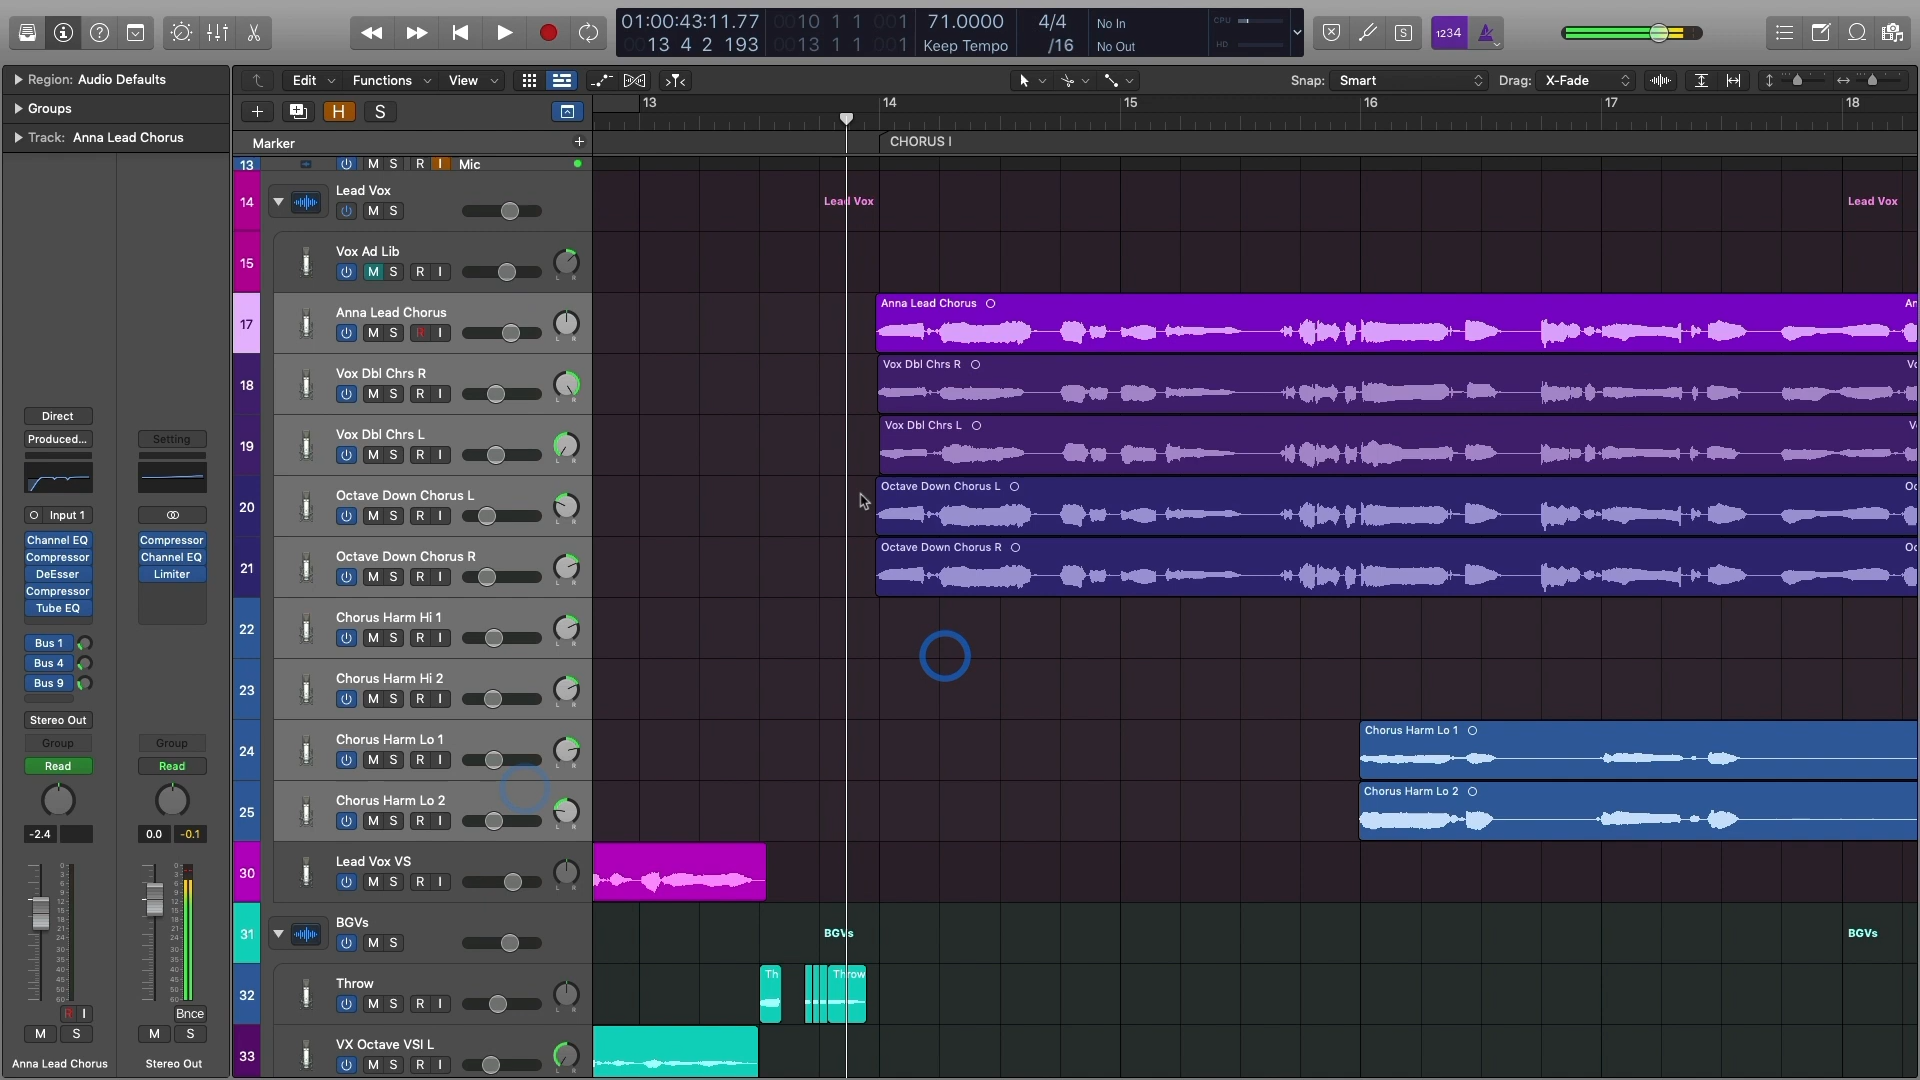 01:00:43:11.77
13 4 2 193
0010 1 1 001
0013 1 1 001
71.0000
Keep Tempo
4/4
/16
No In
No Out
CPU
HD
S
1234
Region: Audio Defaults
Groups
Track: Anna Lead Chorus
Edit
Functions
View
Snap: Smart
Drag: X-Fade
H
S
13
14
15
16
17
18
Marker
CHORUS I
13
M S R I
Mic
14
Lead Vox
M S
Lead Vox
Lead Vox
15
Vox Ad Lib
M S R I
L R
17
Anna Lead Chorus
M S R I
L R
Anna Lead Chorus
An
18
Vox Dbl Chrs R
M S R I
L R
Vox Dbl Chrs R
19
Vox Dbl Chrs L
M S R I
L R
Vox Dbl Chrs L
20
Octave Down Chorus L
M S R I
L R
Octave Down Chorus L
Oc
21
Octave Down Chorus R
M S R I
L R
Octave Down Chorus R
Oc
22
Chorus Harm Hi 1
M S R I
L R
23
Chorus Harm Hi 2
M S R I
L R
24
Chorus Harm Lo 1
M S R I
L R
Chorus Harm Lo 1
25
Chorus Harm Lo 2
M S R I
L R
Chorus Harm Lo 2
30
Lead Vox VS
M S R I
L R
31
BGVs
M S
BGVs
BGVs
32
Throw
M S R I
L R
Th
Throw
33
VX Octave VSI L
M S R I
L R
Direct
Produced...
Setting
Input 1
Channel EQ
Compressor
DeEsser
Compressor
Tube EQ
Compressor
Channel EQ
Limiter
Bus 1
Bus 4
Bus 9
Stereo Out
Group
Group
Read
Read
-2.4
0.0
-0.1
R I
Bnce
M S
M S
Anna Lead Chorus
Stereo Out